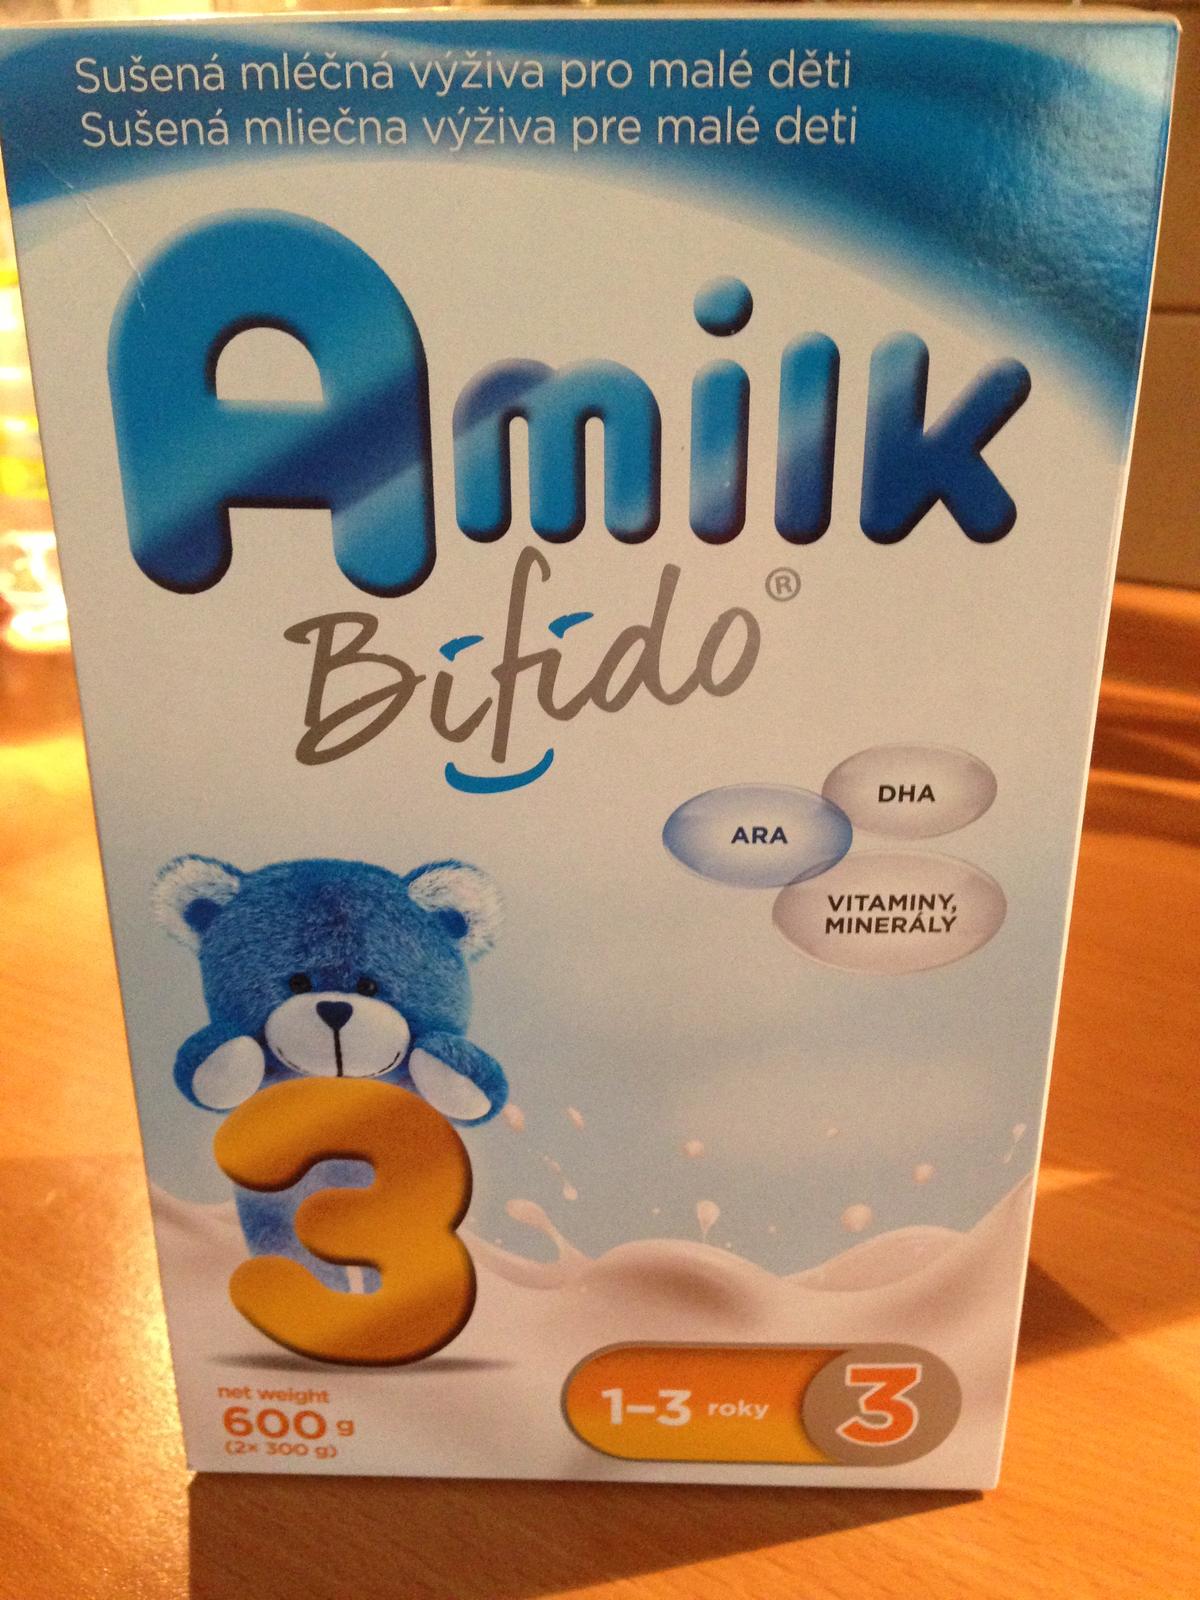 Sušená mléčná výživa pro malé děti
Sušená mliečna výživa pre malé deti
Amilk
Bifido®
DHA
ARA
VITAMINY,
MINERÁLY
3
net weight
600 g
(2x 300 g)
1-3 roky 3